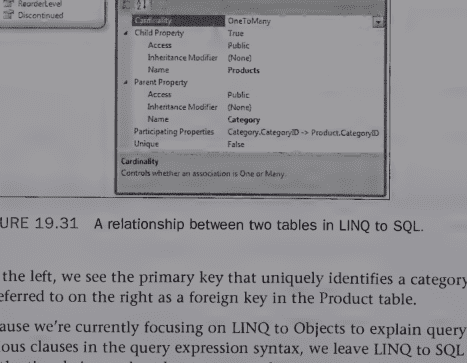 ReorderLevel
Discontinued
Cardinality OneToMany
Child Property True
Access Public
Inheritance Modifier (None)
Name Products
Parent Property
Access Public
Inheritance Modifier (None)
Name Category
Participating Properties Category.CategoryID -> Product.CategoryID
Unique False
Cardinality
Controls whether an association is One or Many.
URE 19.31 A relationship between two tables in LINQ to SQL.
the left, we see the primary key that uniquely identifies a category
eferred to on the right as a foreign key in the Product table.
ause we're currently focusing on LINQ to Objects to explain query
ious clauses in the query expression syntax, we leave LINQ to SQL